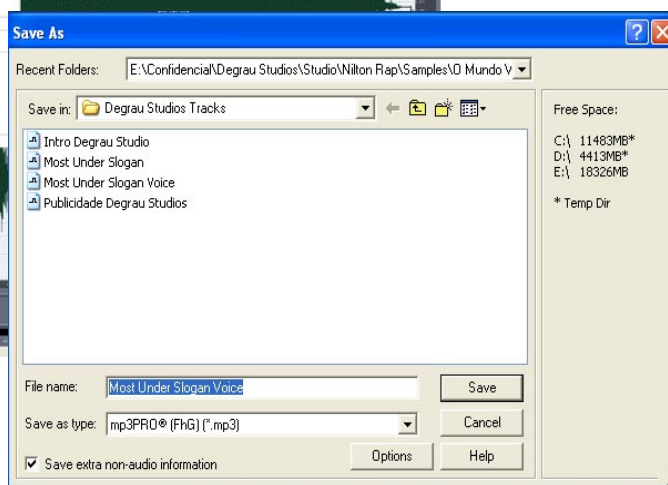 Save As
Recent Folders: E:\Confidencial\Degrau Studios\Studio\Nilton Rap\Samples\O Mundo V
Save in: Degrau Studios Tracks
Intro Degrau Studio
Most Under Slogan
Most Under Slogan Voice
Publicidade Degrau Studios
File name: Most Under Slogan Voice
Save
Save as type: mp3PRO® (FhG) (*.mp3)
Cancel
Save extra non-audio information
Options
Help
Free Space:
C:\ 11483MB*
D:\ 4413MB*
E:\ 18326MB
* Temp Dir